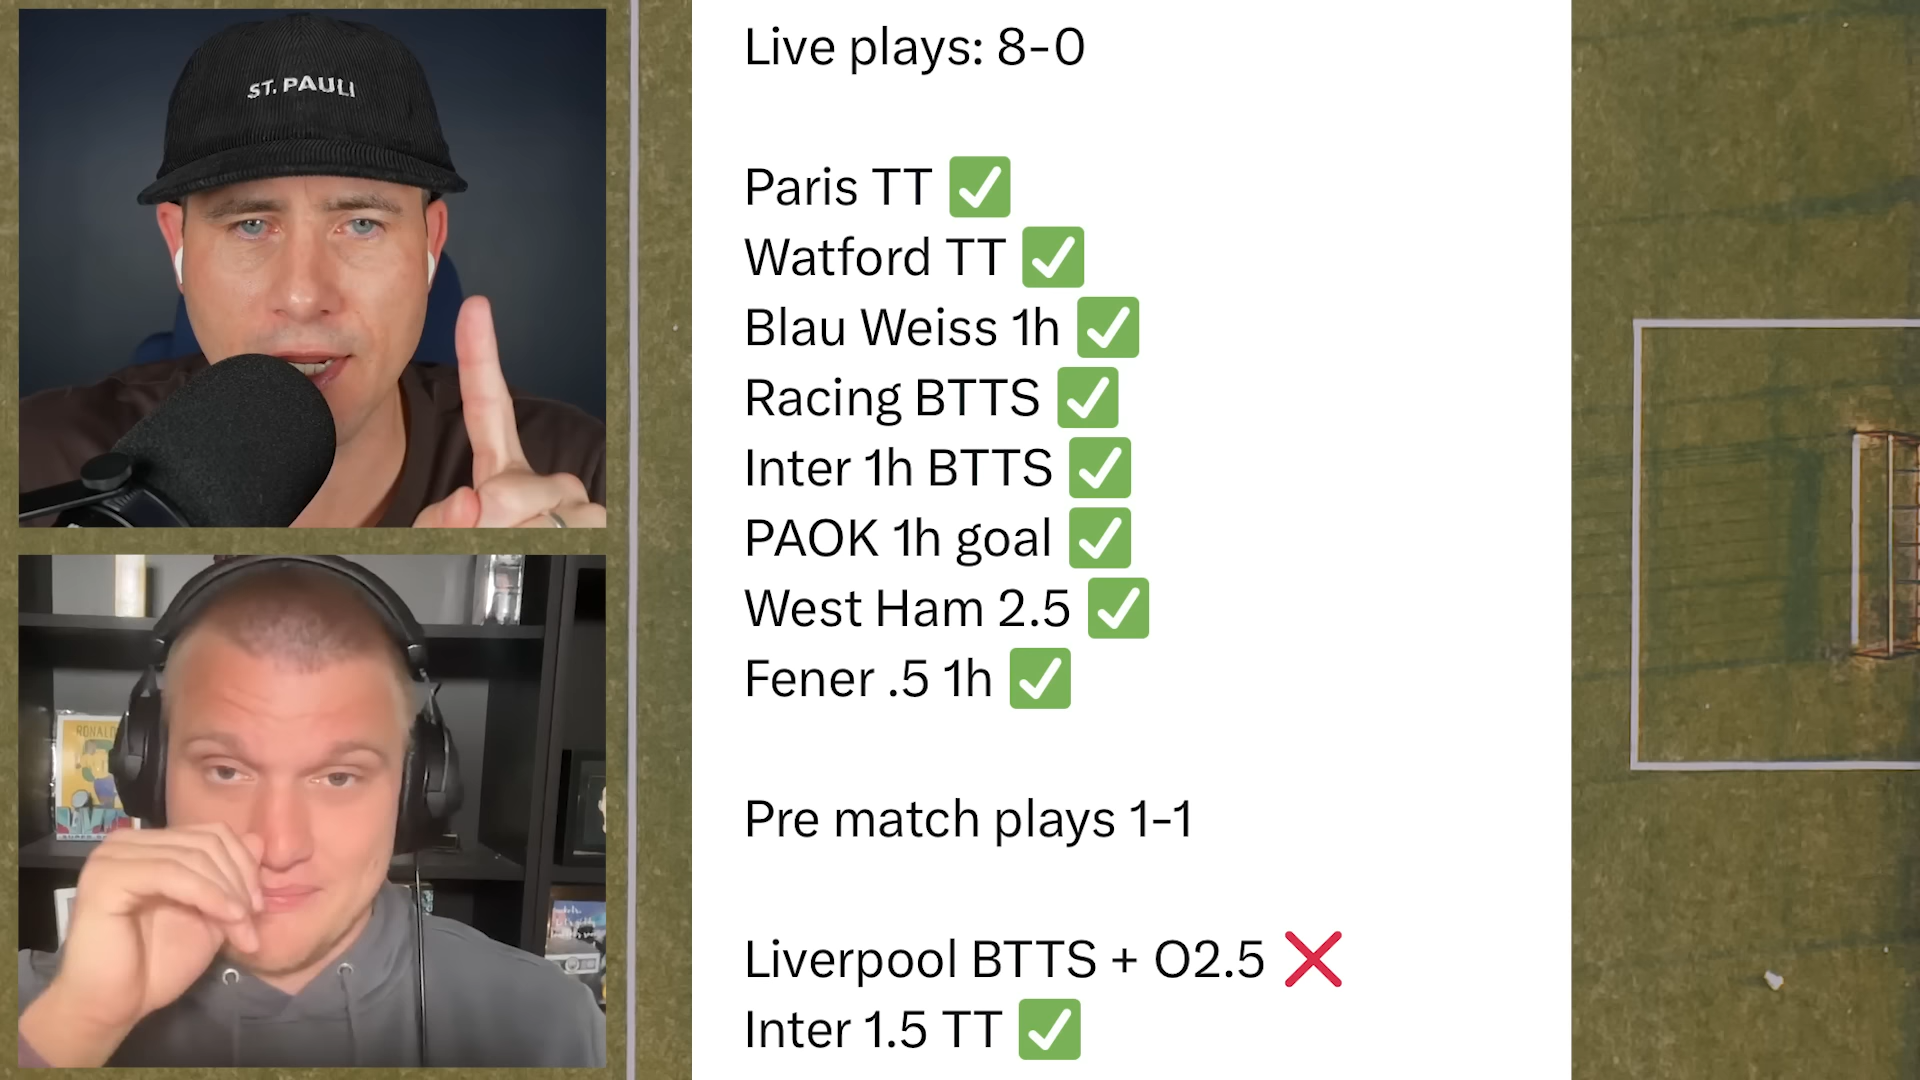 ST. PAULI
Live plays: 8-0
Paris TT ✅
Watford TT ✅
Blau Weiss 1h ✅
Racing BTTS ✅
Inter 1h BTTS ✅
PAOK 1h goal ✅
West Ham 2.5 ✅
Fener .5 1h ✅
Pre match plays 1-1
Liverpool BTTS + O2.5 ❌
Inter 1.5 TT ✅